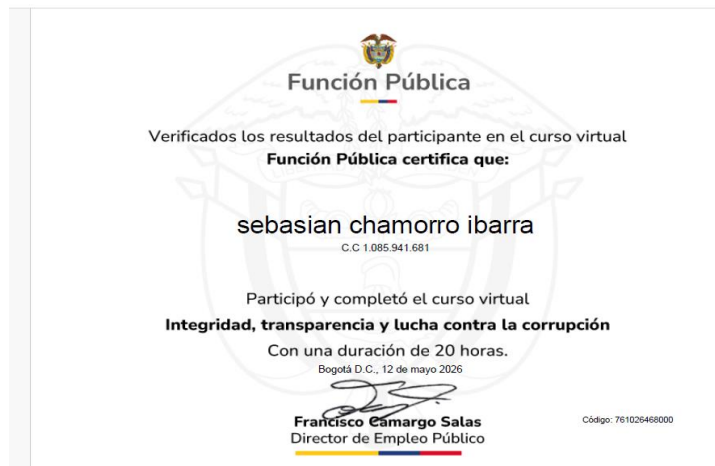 Función Pública
Verificados los resultados del participante en el curso virtual
Función Pública certifica que:
sebasian chamorro ibarra
C.C 1.085.941.681
Participó y completó el curso virtual
Integridad, transparencia y lucha contra la corrupción
Con una duración de 20 horas.
Bogotá D.C., 12 de mayo 2026
Francisco Camargo Salas
Director de Empleo Público
Código: 761026468000